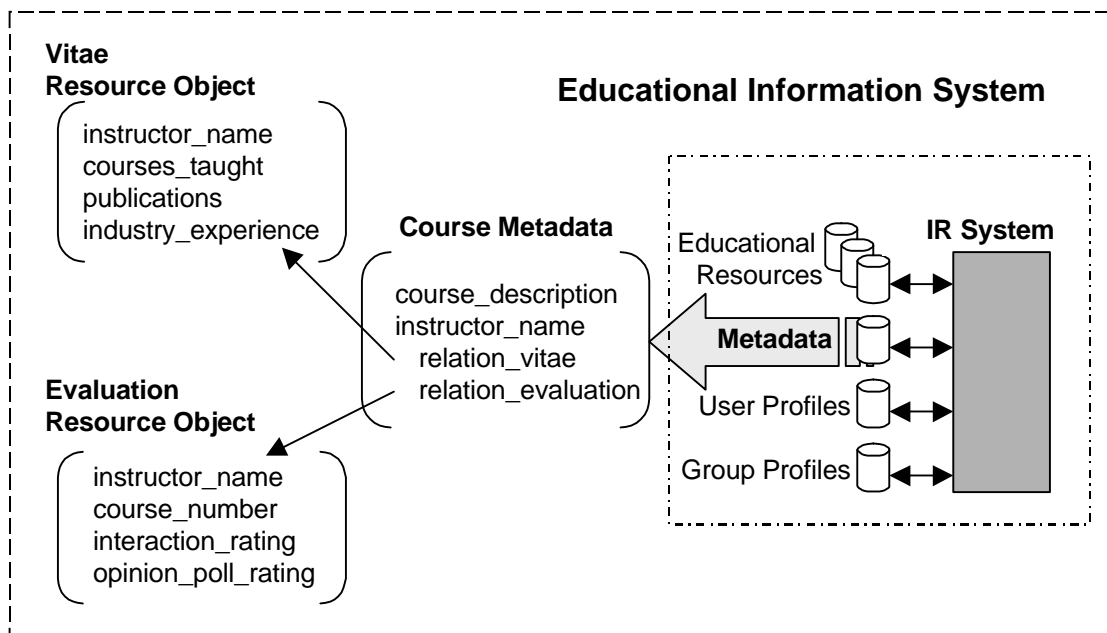 Vitae
Resource Object
instructor_name
courses_taught
publications
industry_experience
Educational Information System
Course Metadata
course_description
instructor_name
relation_vitae
relation_evaluation
Evaluation
Resource Object
instructor_name
course_number
interaction_rating
opinion_poll_rating
Educational
Resources
IR System
Metadata
User Profiles
Group Profiles